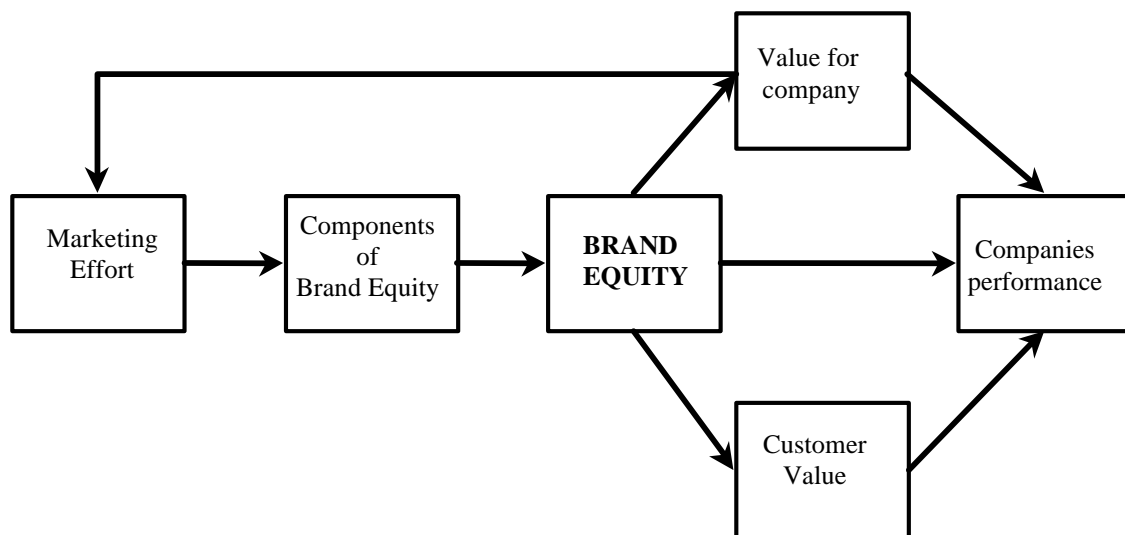 Value for
company
Marketing
Effort
Components
of
Brand Equity
BRAND
EQUITY
Companies
performance
Customer
Value